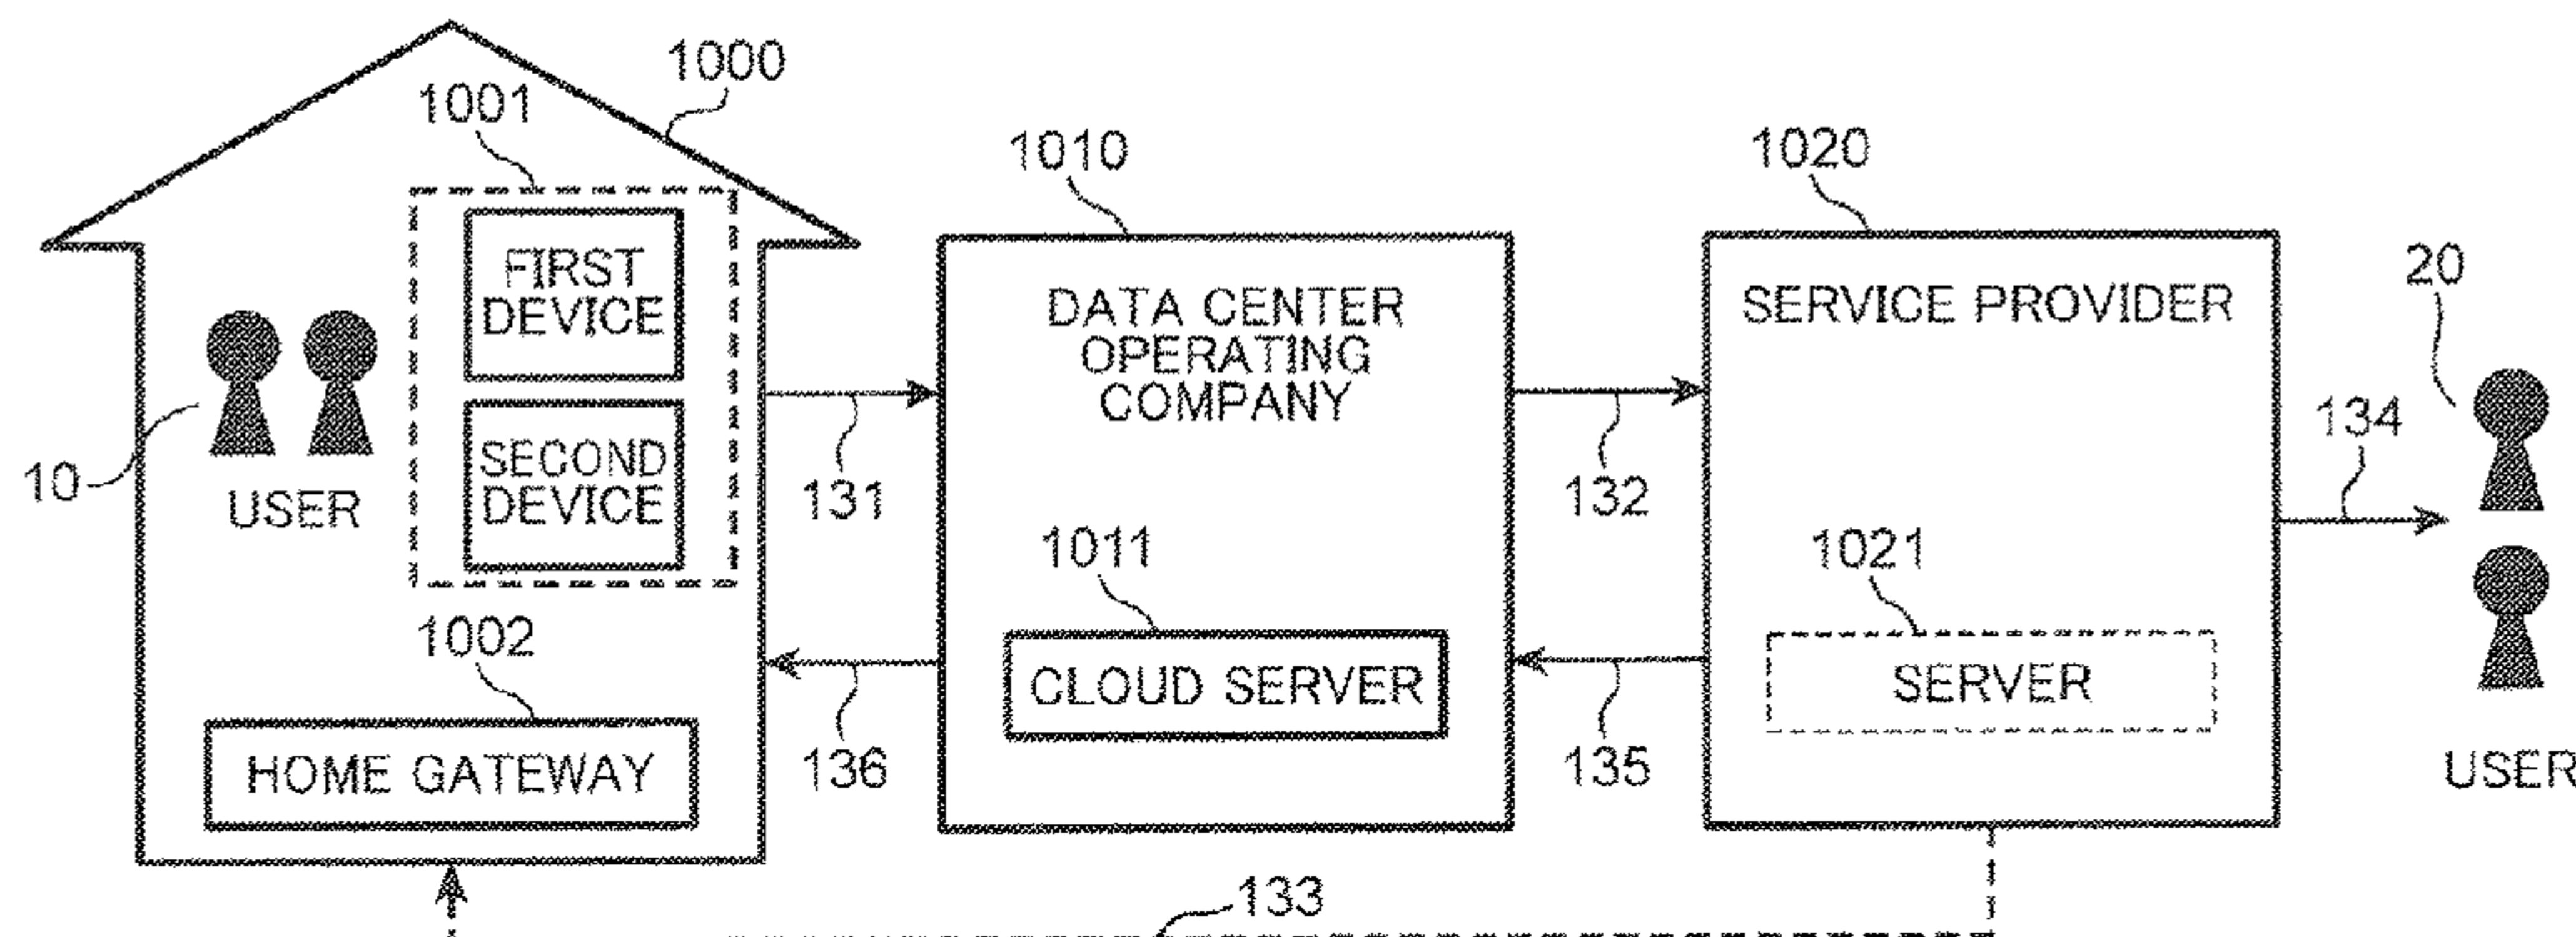 1000
1001
FIRST
DEVICE
SECOND
DEVICE
10
USER
1002
HOME GATEWAY
131
136
1010
DATA CENTER
OPERATING
COMPANY
1011
CLOUD SERVER
132
135
1020
SERVICE PROVIDER
1021
SERVER
134
20
USER
133